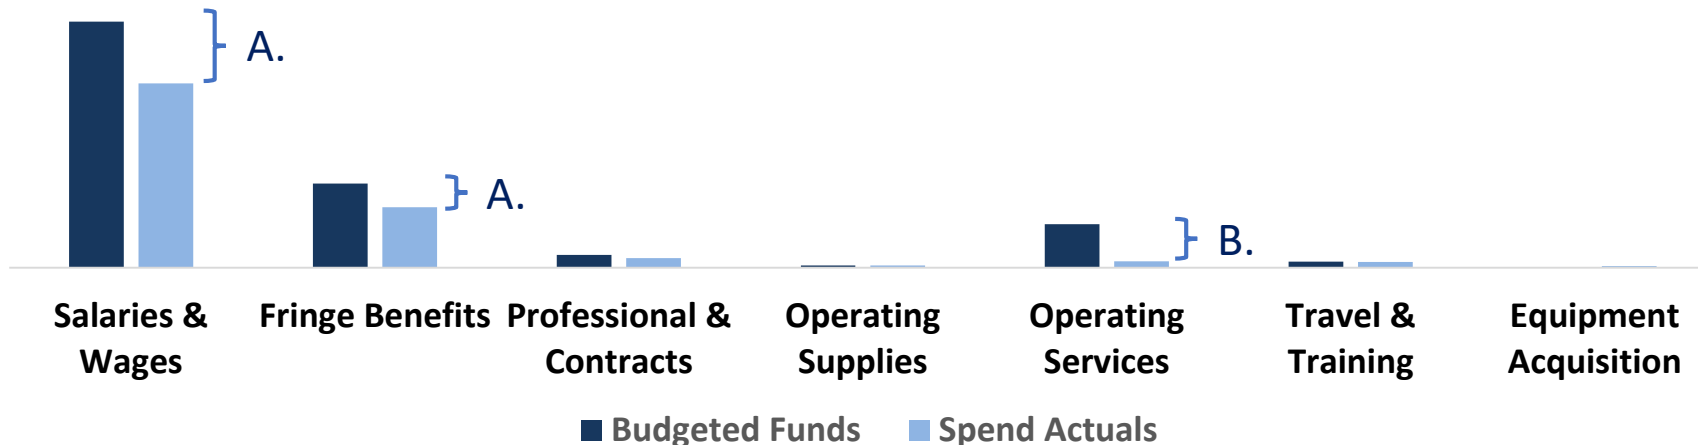 A.
A.
B.
Salaries &
Wages
Fringe Benefits
Professional &
Contracts
Operating
Supplies
Operating
Services
Travel &
Training
Equipment
Acquisition
Budgeted Funds
Spend Actuals